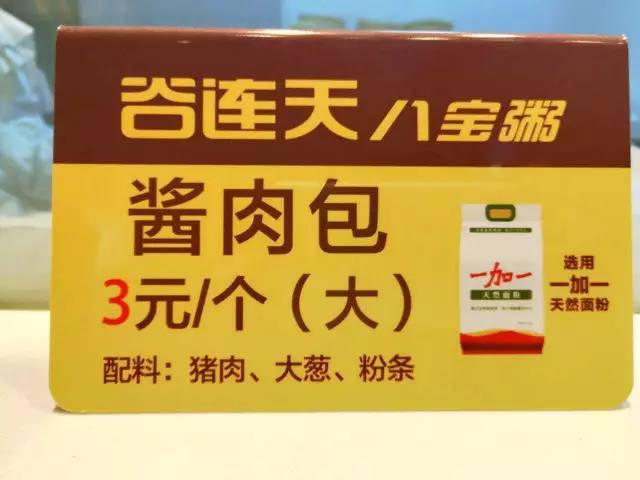 谷连天八宝粥
酱肉包
3元/个（大）
配料：猪肉、大葱、粉条
一加一
天然面粉
选用
一加一
天然面粉